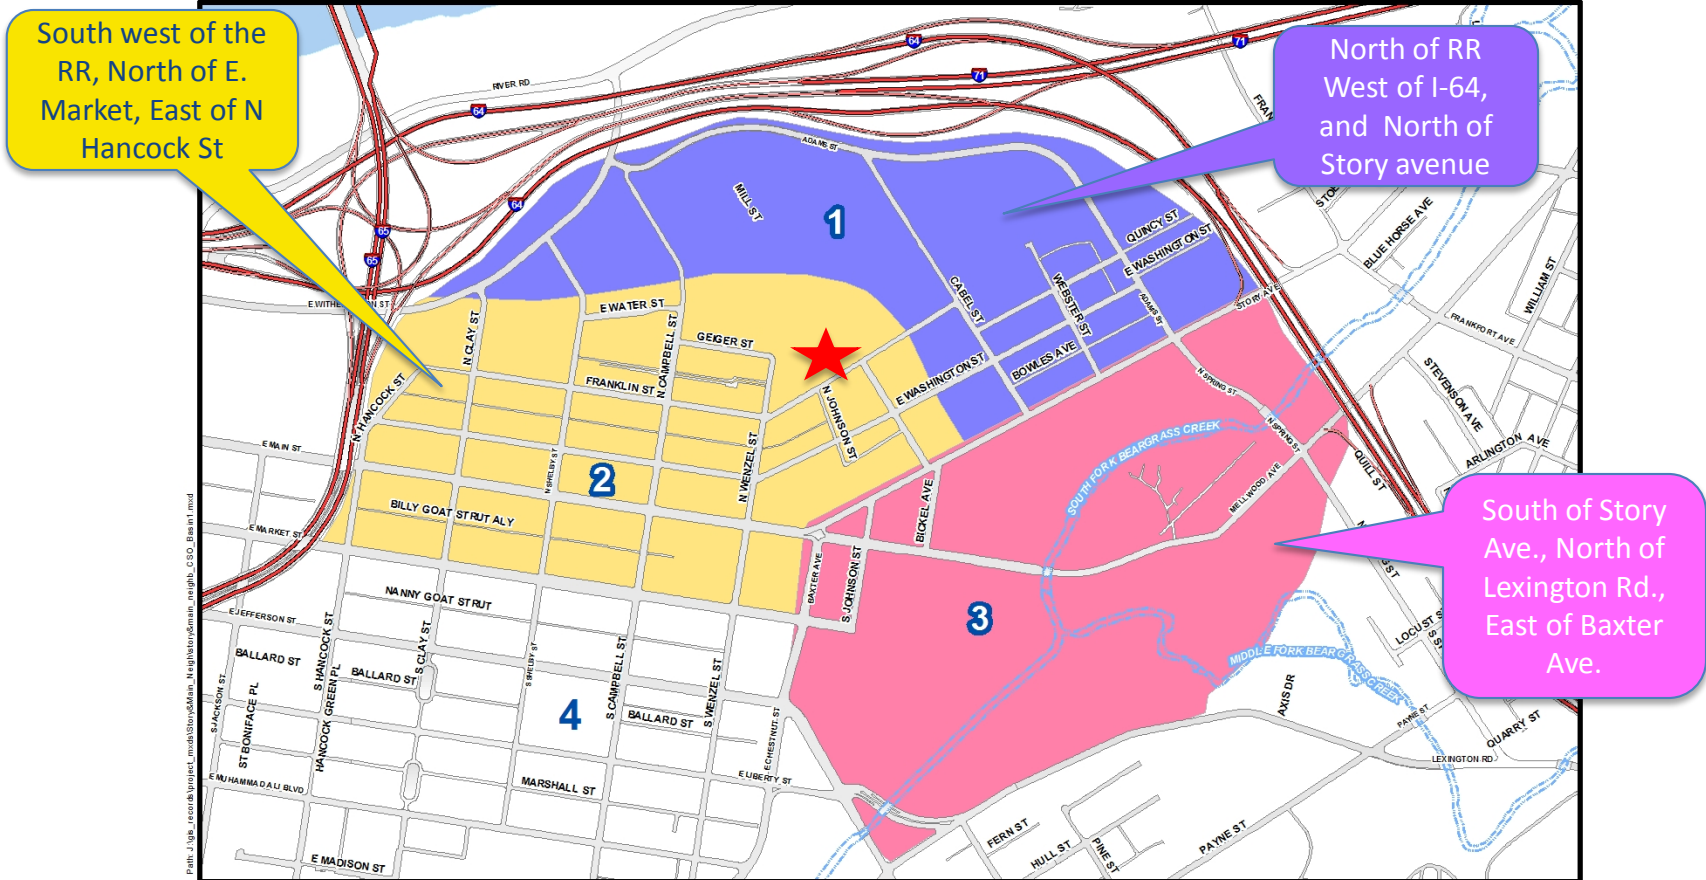 South west of the
RR, North of E.
Market, East of N
Hancock St
North of RR
West of I-64,
and North of
Story avenue
South of Story
Ave., North of
Lexington Rd.,
East of Baxter
Ave.
64
71
71
64
64
65
65
RIVER RD
ADAMS ST
MILL ST
1
QUINCY ST
E WASHINGTON ST
BLUE HORSE AVE
WILLIAM ST
CABEL ST
WEBSTER ST
ADAMS ST
STORY AVE
FRANKFORT AVE
E WATER ST
N CLAY ST
N CAMPBELL ST
GEIGER ST
FRANKLIN ST
N HANCOCK ST
N JOHNSON ST
E WASHINGTON ST
BOWLES AVE
N SPRING ST
STEVENSON AVE
N SPRING ST
ARLINGTON AVE
E MAIN ST
N SHELBY ST
2
N WENZEL ST
SOUTH FORK BEARGRASS CREEK
QUILL ST
MELLWOOD AVE
BILLY GOAT STRUT ALY
BICKEL AVE
E MARKET ST
BAXTER AVE
S JOHNSON ST
NANNY GOAT STRUT
3
E JEFFERSON ST
S HANCOCK ST
S CLAY ST
S SHELBY ST
S CAMPBELL ST
S WENZEL ST
LOCUST S
MIDDLE FORK BEARGRASS CREEK
BALLARD ST
BALLARD ST
BALLARD ST
4
S JACKSON ST
ST BONIFACE PL
HANCOCK GREEN PL
E CHESTNUT ST
AXIS DR
PAYNE ST
QUARRY ST
LEXINGTON RD
E MUHAMMAD ALI BLVD
MARSHALL ST
E LIBERTY ST
FERN ST
HULL ST
PINE ST
PAYNE ST
E MADISON ST